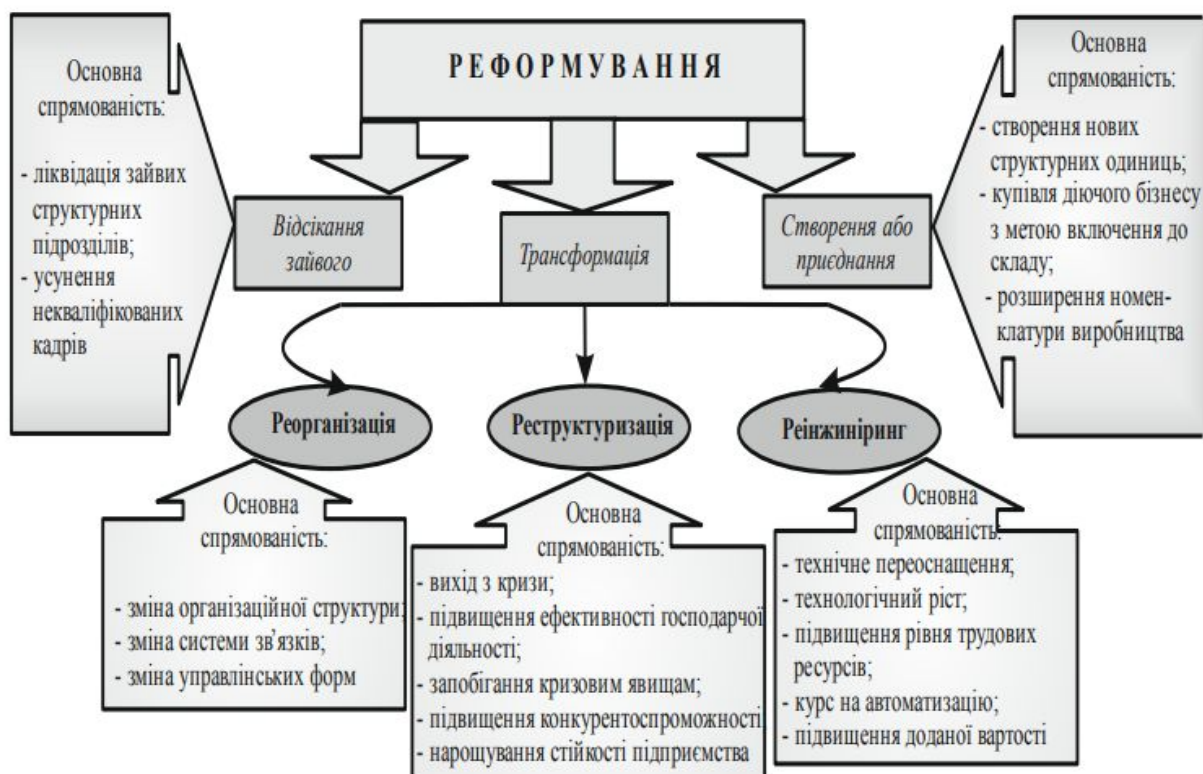 РЕФОРМУВАННЯ
Основна
спрямованість:
- ліквідація зайвих
структурних
підрозділів;
- усунення
некваліфікованих
кадрів
Відсікання
зайвого
Трансформація
Створення або
приєднання
Основна
спрямованість:
- створення нових
структурних одиниць;
- купівля діючого бізнесу
з метою включення до
складу;
- розширення номен-
клатури виробництва
Реорганізація
Реструктуризація
Реінжиніринг
Основна
спрямованість:
- зміна організаційної структури;
- зміна системи зв'язків;
- зміна управлінських форм
Основна
спрямованість:
- вихід з кризи;
- підвищення ефективності господарчої
діяльності;
- запобігання кризовим явищам;
- підвищення конкурентоспроможності;
- нарощування стійкості підприємства
Основна
спрямованість:
- технічне переоснащення;
- технологічний ріст;
- підвищення рівня трудових
ресурсів;
- курс на автоматизацію;
- підвищення доданої вартості